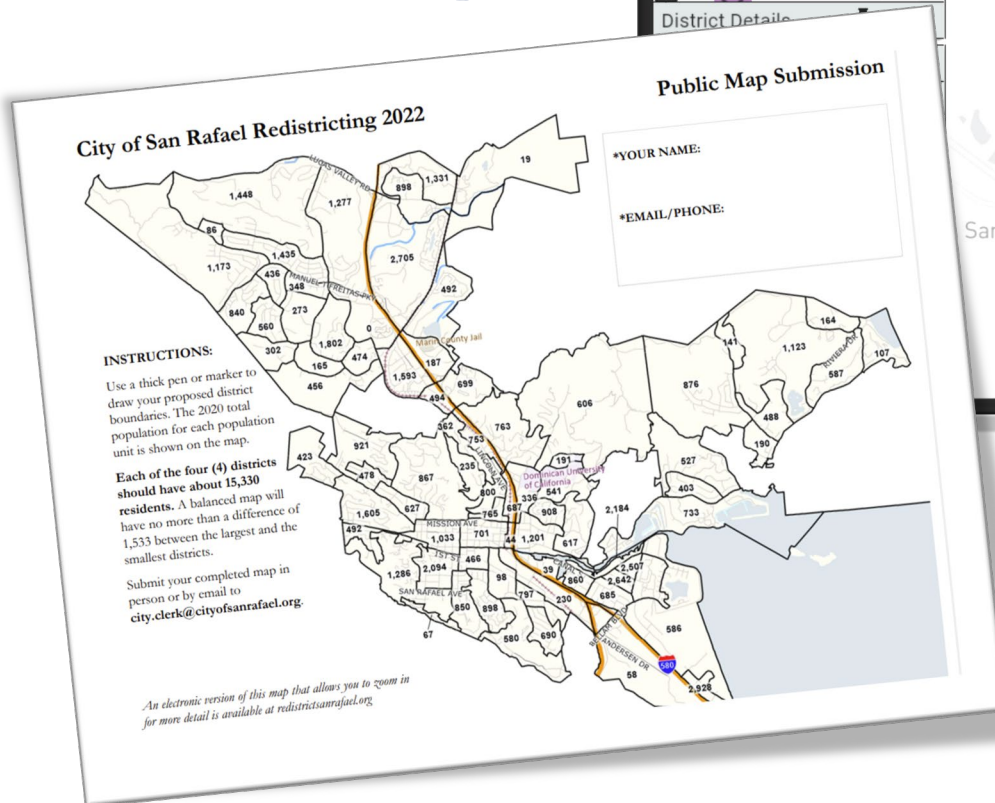 District Details
San
Public Map Submission
City of San Rafael Redistricting 2022
*YOUR NAME:
*EMAIL/PHONE:
LUCAS VALLEY RD
19
898
1,331
1,448
1,277
86
2,705
1,435
1,173
436
348
MANUEL T FREITAS PKY
492
840
273
560
0
Marin County Jail
302
1,802
474
187
165
456
1,593
699
494
164
141
1,123
RIVIERA DR
107
587
876
606
488
190
INSTRUCTIONS:
Use a thick pen or marker to
draw your proposed district
boundaries. The 2020 total
population for each population
unit is shown on the map.
Each of the four (4) districts
should have about 15,330
residents. A balanced map will
have no more than a difference of
1,533 between the largest and the
smallest districts.
Submit your completed map in
person or by email to
city.clerk@cityofsanrafael.org.
362
763
753
921
423
LINCOLN AVE
235
191
527
478
867
Dominican University
of California
800
336
541
403
687
1,605
627
765
908
2,184
733
492
MISSION AVE
1,033
701
44
1,201
617
1ST ST
466
CANAL
2,507
1,286
2,094
98
39
860
2,642
SAN RAFAEL AVE
797
230
685
850
898
67
580
690
BELLAM BLVD
586
ANDERSEN DR
580
58
2,928
An electronic version of this map that allows you to zoom in
for more detail is available at redistrictsanrafael.org